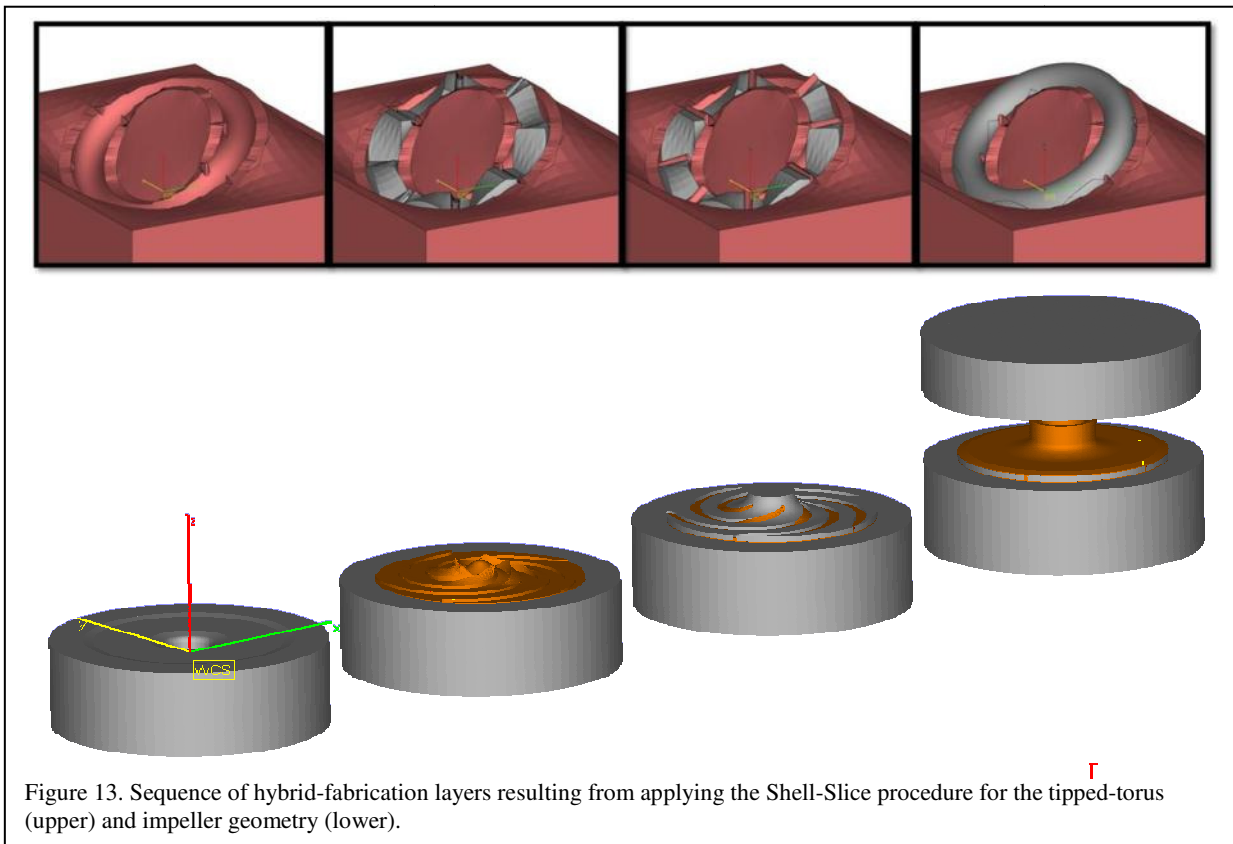 z
y
x
WCS
Figure 13. Sequence of hybrid-fabrication layers resulting from applying the Shell-Slice procedure for the tipped-torus
(upper) and impeller geometry (lower).